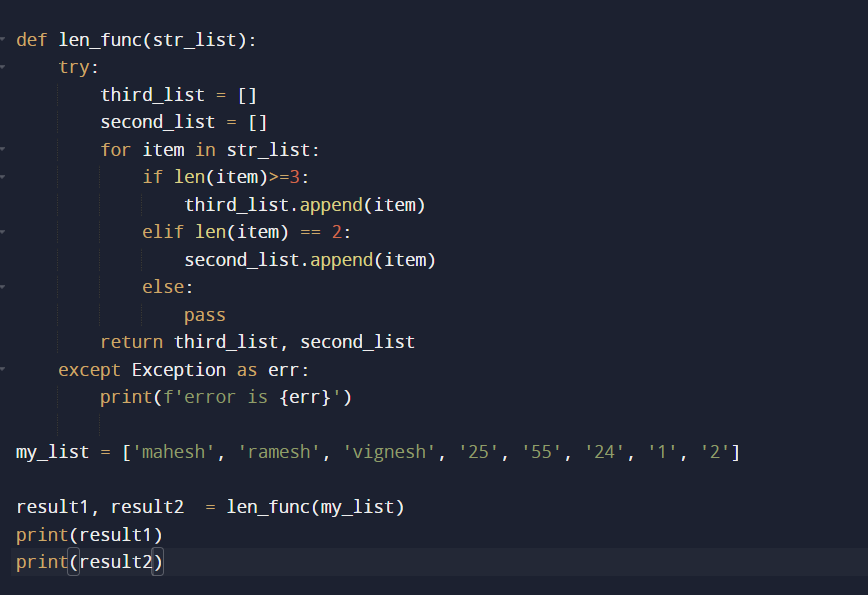 def len_func(str_list):
    try:
        third_list = []
        second_list = []
        for item in str_list:
            if len(item)>=3:
                third_list.append(item)
            elif len(item) == 2:
                second_list.append(item)
            else:
                pass
        return third_list, second_list
    except Exception as err:
        print(f'error is {err}')
my_list = ['mahesh', 'ramesh', 'vignesh', '25', '55', '24', '1', '2']
result1, result2  = len_func(my_list)
print(result1)
print(result2)